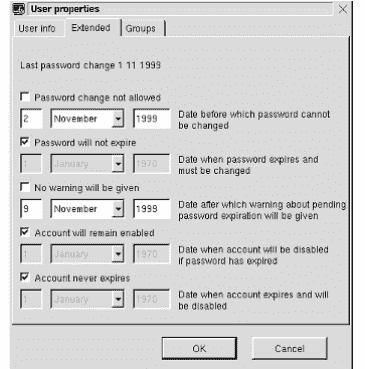 User properties
User info Extended Groups
Last password change 1 11 1999
Password change not allowed
2 November 1999 Date before which password cannot
be changed
Password will not expire
1 January 1970 Date when password expires and
must be changed
No warning will be given
9 November 1999 Date after which warning about pending
password expiration will be given
Account will remain enabled
1 January 1970 Date when account will be disabled
if password has expired
Account never expires
1 January 1970 Date when account expires and will
be disabled
OK Cancel